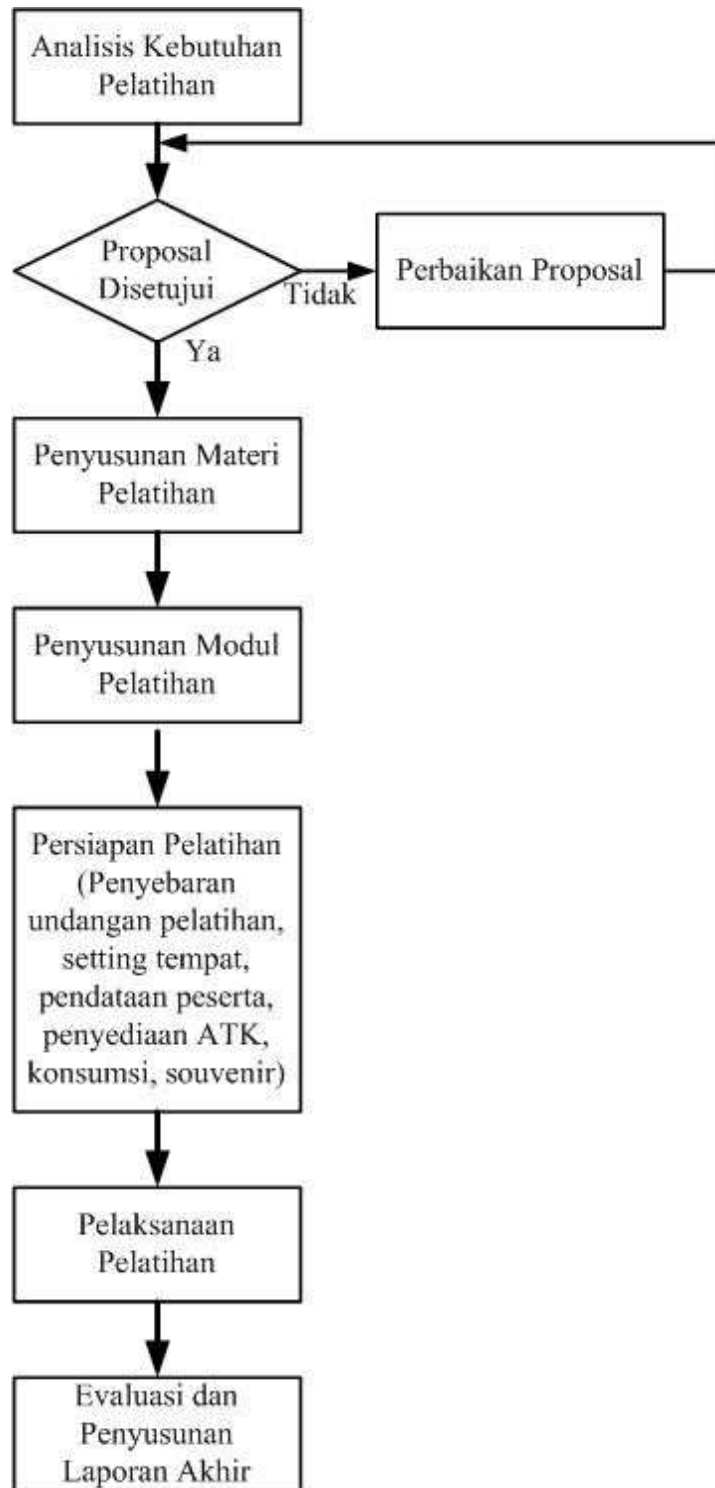 Analisis Kebutuhan
Pelatihan
Proposal
Disetujui
Tidak
Perbaikan Proposal
Ya
Penyusunan Materi
Pelatihan
Penyusunan Modul
Pelatihan
Persiapan Pelatihan
(Penyebaran
undangan pelatihan,
setting tempat,
pendataan peserta,
penyediaan ATK,
konsumsi, souvenir)
Pelaksanaan
Pelatihan
Evaluasi dan
Penyusunan
Laporan Akhir